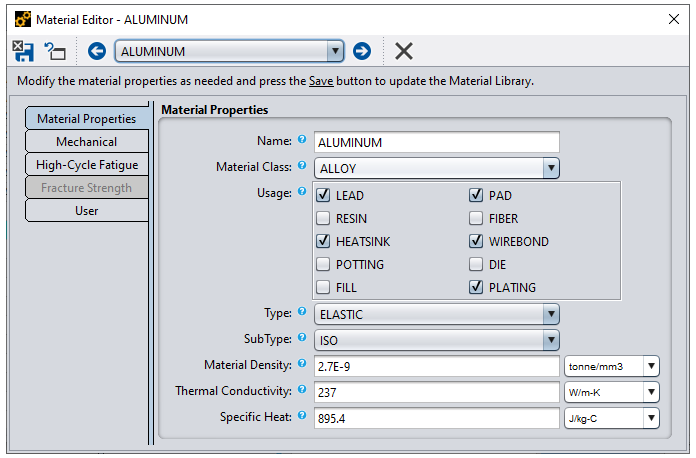 Material Editor - ALUMINUM
ALUMINUM
Modify the material properties as needed and press the Save button to update the Material Library.
Material Properties
Mechanical
High-Cycle Fatigue
Fracture Strength
User
Material Properties
Name: ? ALUMINUM
Material Class: ? ALLOY
Usage: ? LEAD PAD
RESIN FIBER
HEATSINK WIREBOND
POTTING DIE
FILL PLATING
Type: ? ELASTIC
SubType: ? ISO
Material Density: ? 2.7E-9 tonne/mm3
Thermal Conductivity: ? 237 W/m-K
Specific Heat: ? 895.4 J/kg-C